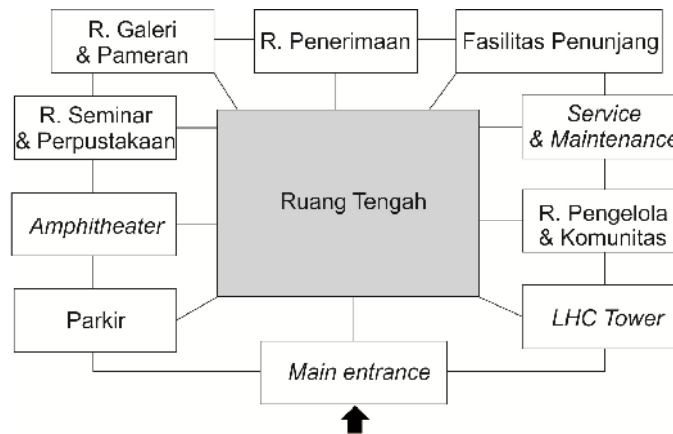 R. Galeri
& Pameran
R. Penerimaan
Fasilitas Penunjang
R. Seminar
& Perpustakaan
Service
& Maintenance
Ruang Tengah
Amphitheater
R. Pengelola
& Komunitas
Parkir
LHC Tower
Main entrance